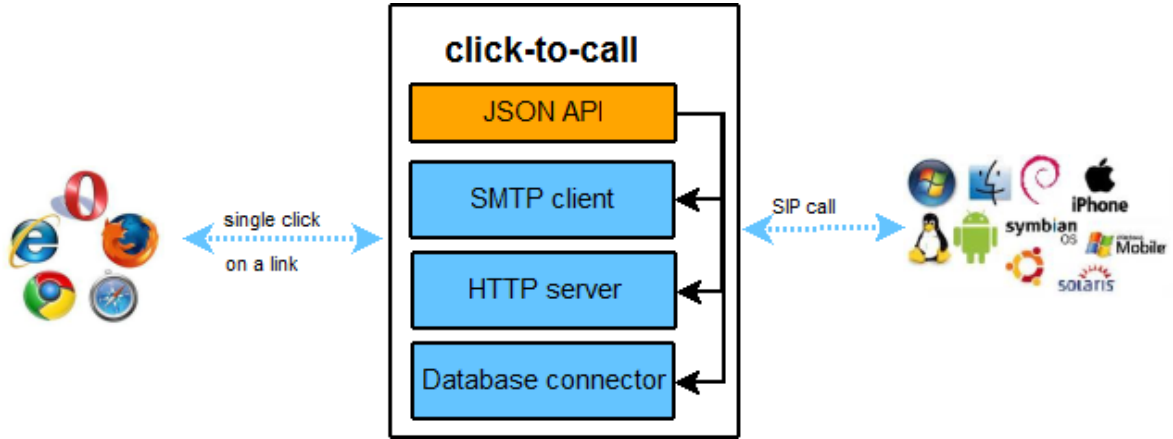 click-to-call
JSON API
SMTP client
HTTP server
Database connector
single click
on a link
SIP call
iPhone
symbian
OS
Windows
Mobile
solaris